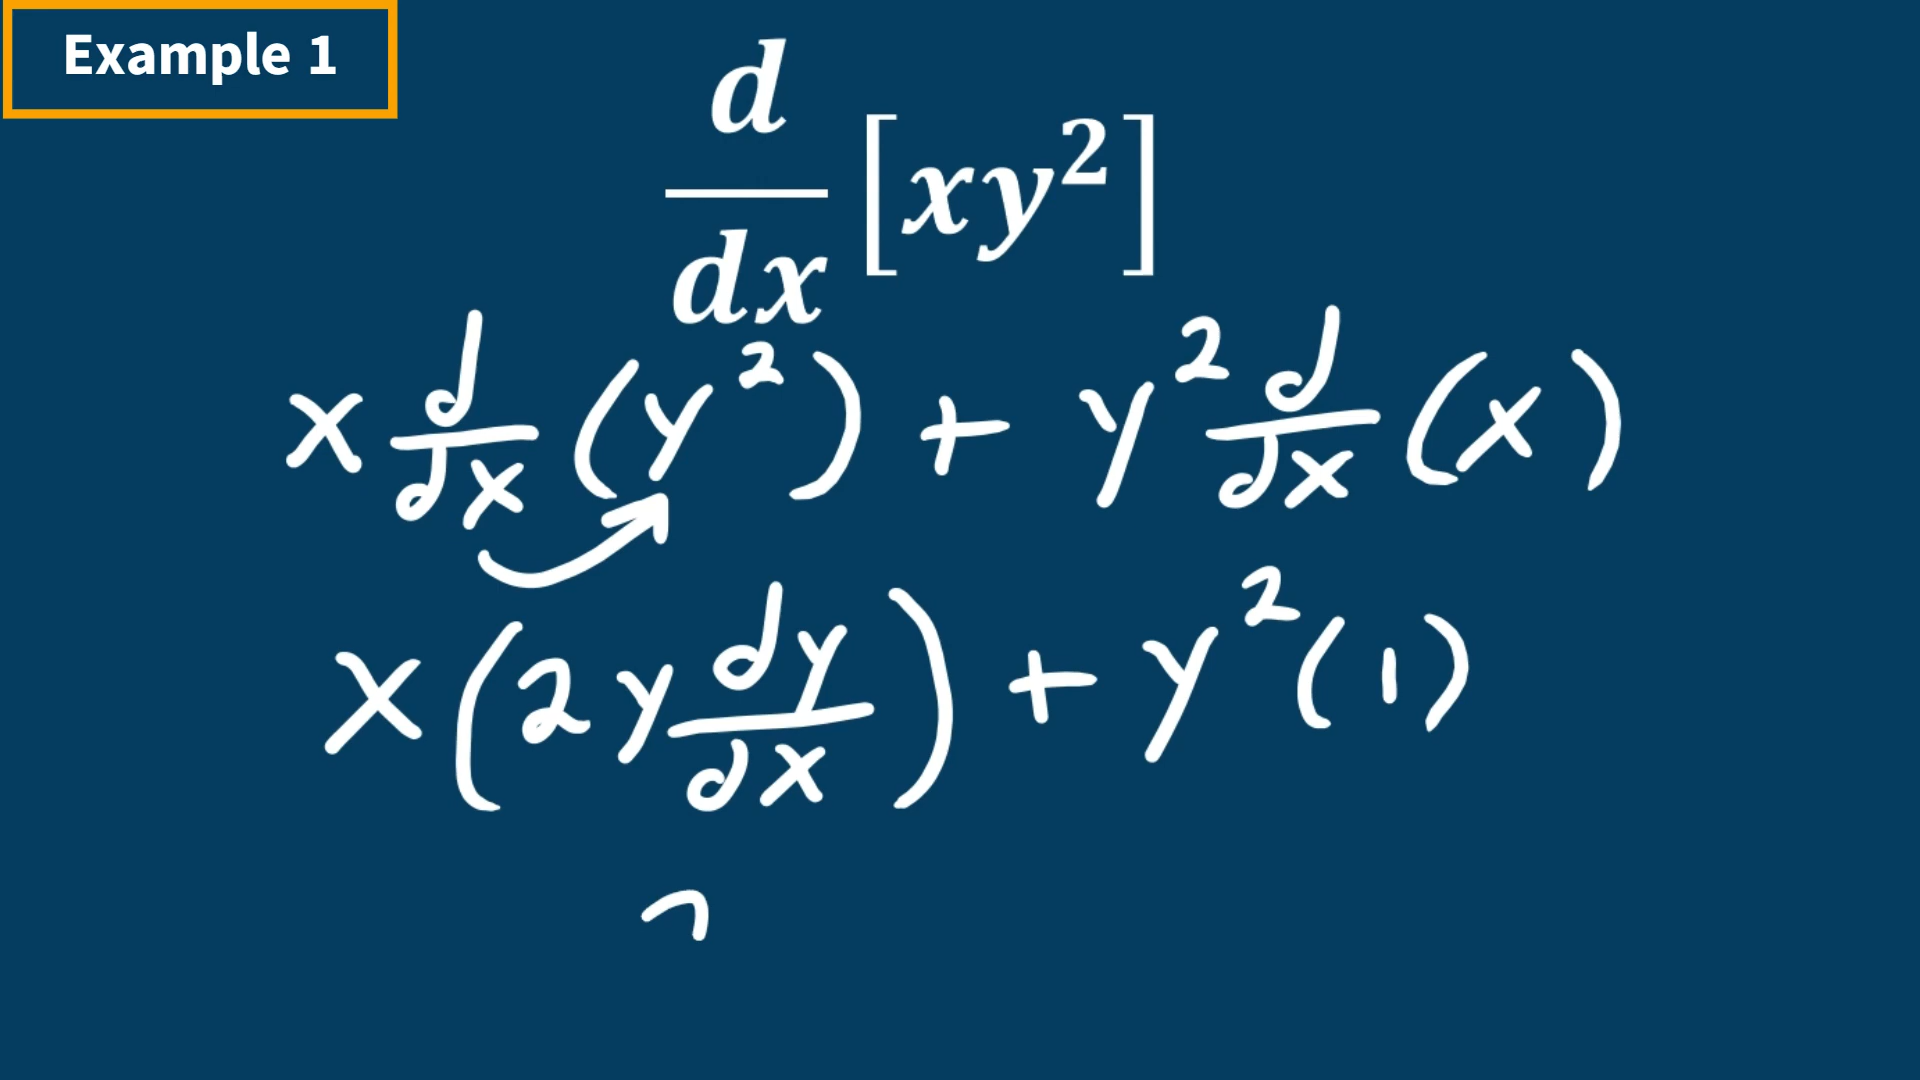 Example 1
d/dx [xy²]
x d/dx (y²) + y² d/dx (x)
x(2y dy/dx) + y²(1)